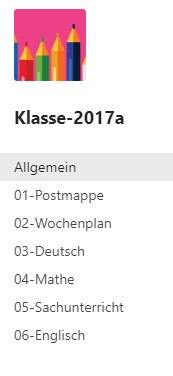 Klasse-2017a
Allgemein
01-Postmappe
02-Wochenplan
03-Deutsch
04-Mathe
05-Sachunterricht
06-Englisch